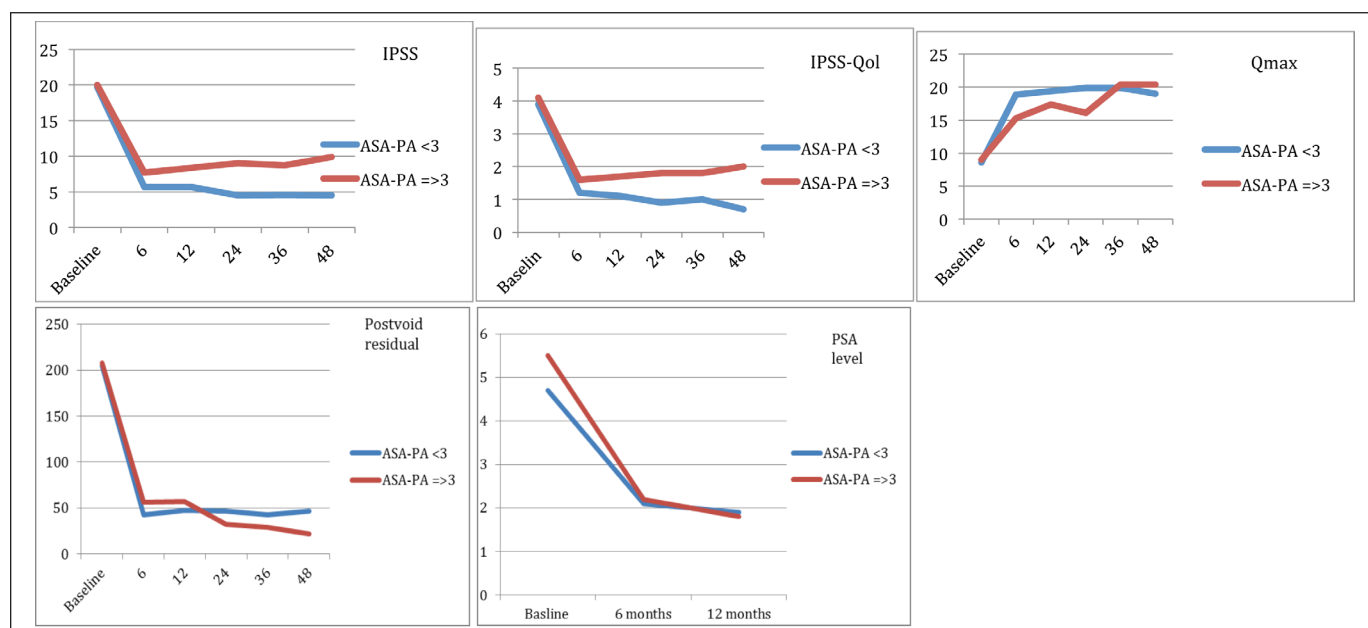 IPSS
25
20
15
10
5
0
Baseline
6
12
24
36
48
ASA-PA <3
ASA-PA =>3
IPSS-Qol
5
4
3
2
1
0
Baselin
6
12
24
36
48
ASA-PA <3
ASA-PA =>3
Qmax
25
20
15
10
5
0
Baseline
6
12
24
36
48
ASA-PA <3
ASA-PA =>3
Postvoid
residual
250
200
150
100
50
0
Baseline
6
12
24
36
48
ASA-PA <3
ASA-PA =>3
PSA
level
6
5
4
3
2
1
0
Basline
6 months
12 months
ASA-PA <3
ASA-PA =>3